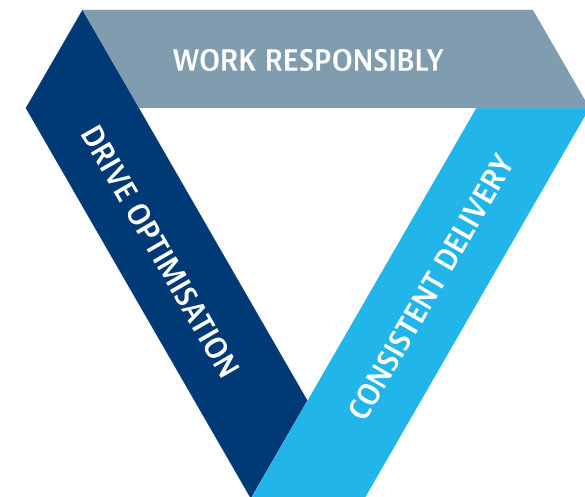 WORK RESPONSIBLY
DRIVE OPTIMISATION
CONSISTENT DELIVERY